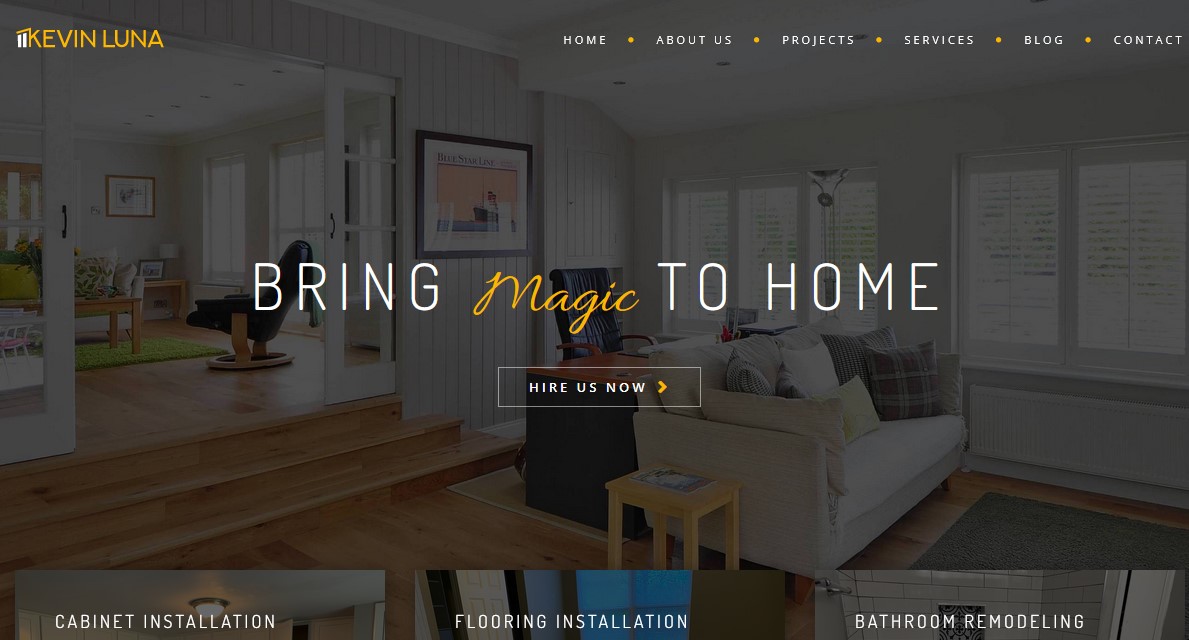 KEVIN LUNA
HOME • ABOUT US • PROJECTS • SERVICES • BLOG • CONTACT
BLUE STAR LINE
BRING Magic TO HOME
HIRE US NOW
CABINET INSTALLATION
FLOORING INSTALLATION
BATHROOM REMODELING